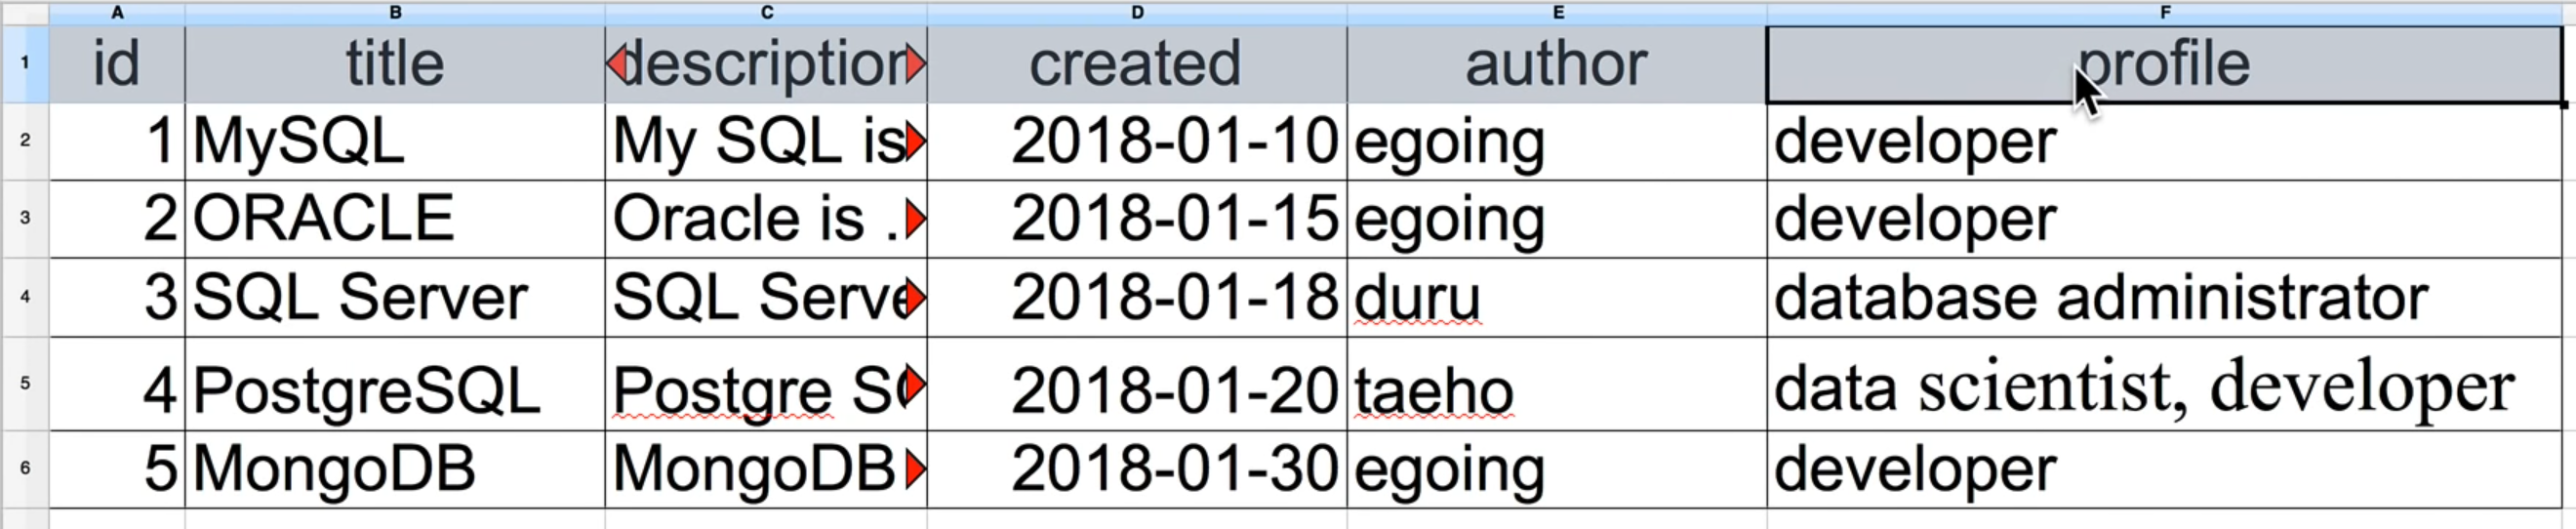 A B C D E F
1 id title description created author profile
2 1 MySQL My SQL is 2018-01-10 egoing developer
3 2 ORACLE Oracle is . 2018-01-15 egoing developer
4 3 SQL Server SQL Serve 2018-01-18 duru database administrator
5 4 PostgreSQL Postgre 2018-01-20 taeho data scientist, developer
6 5 MongoDB MongoDB 2018-01-30 egoing developer